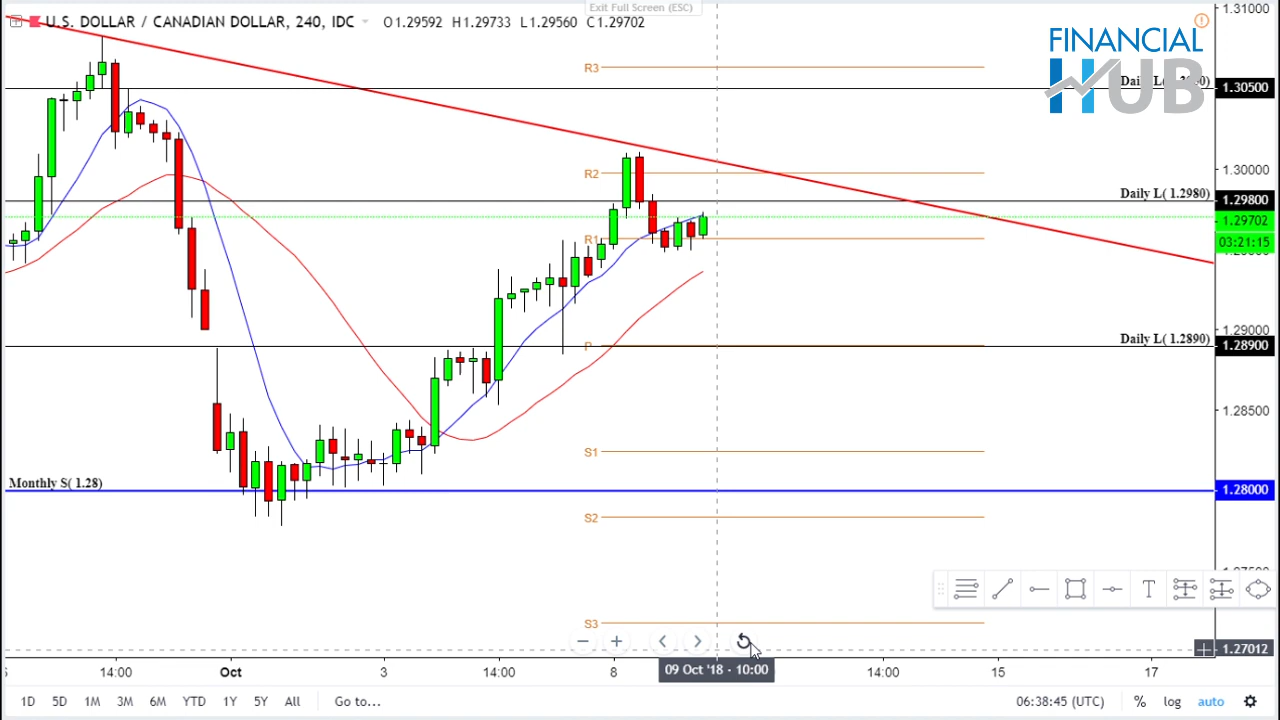 Exit Full Screen (ESC)
U.S. DOLLAR / CANADIAN DOLLAR, 240, IDC O1.29592 H1.29733 L1.29560 C1.29702
FINANCIAL
HUB
1.31000
R3
1.30500
R2
1.30000
Daily L( 1.2980)
1.29800
1.29702
R1
03:21:15
1.29000
Daily L( 1.2890)
P
1.28900
1.28500
S1
Monthly S( 1.28)
1.28000
S2
S3
1.27012
14:00 Oct 3 14:00 8 09 Oct '18 - 10:00 14:00 15 17
1D 5D 1M 3M 6M YTD 1Y 5Y All Go to... 06:38:45 (UTC) % log auto